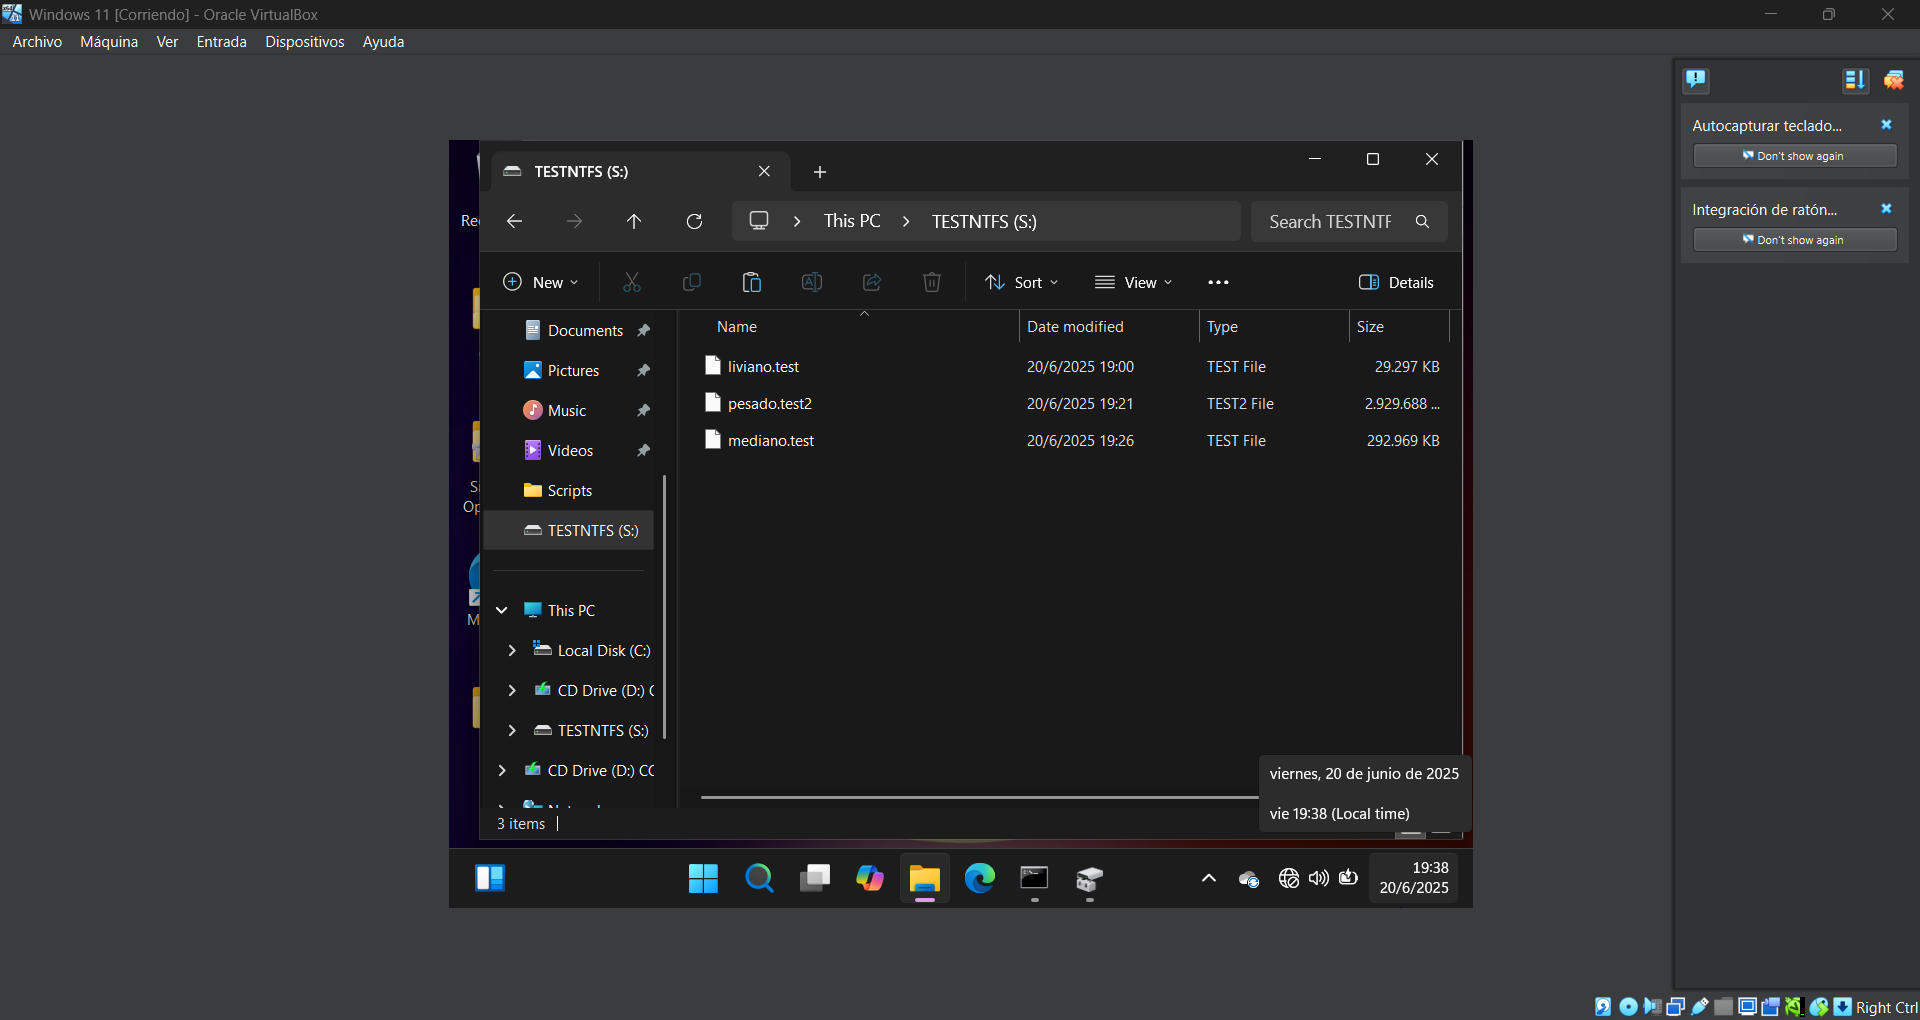 Windows 11 [Corriendo] - Oracle VirtualBox
Archivo Máquina Ver Entrada Dispositivos Ayuda
Autocapturar teclado...
Don't show again
Integración de ratón...
Don't show again
TESTNTFS (S:)
This PC > TESTNTFS (S:)
Search TESTNTF
New
Sort
View
Details
Name Date modified Type Size
liviano.test 20/6/2025 19:00 TEST File 29.297 KB
pesado.test2 20/6/2025 19:21 TEST2 File 2.929.688 ...
mediano.test 20/6/2025 19:26 TEST File 292.969 KB
Documents
Pictures
Music
Videos
Scripts
TESTNTFS (S:)
This PC
Local Disk (C:)
CD Drive (D:)
TESTNTFS (S:)
CD Drive (D:)
3 items
viernes, 20 de junio de 2025
vie 19:38 (Local time)
19:38
20/6/2025
Right Ctrl